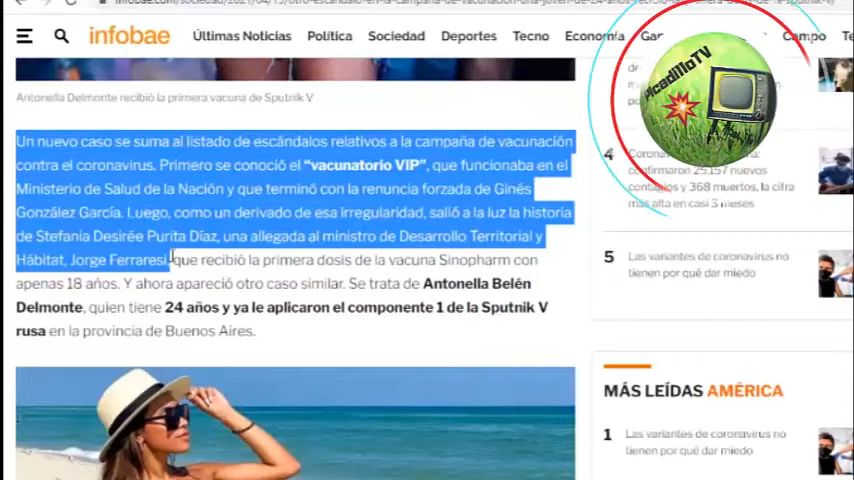 infobae
Últimas Noticias Política Sociedad Deportes Tecno Economía Campo
PicadilloTV
Antonella Delmonte recibió la primera vacuna de Sputnik V
Un nuevo caso se suma al listado de escándalos relativos a la campaña de vacunación
contra el coronavirus. Primero se conoció el “vacunatorio VIP”, que funcionaba en el
Ministerio de Salud de la Nación y que terminó con la renuncia forzada de Ginés
González García. Luego, como un derivado de esa irregularidad, salió a la luz la historia
de Stefanía Desirée Purita Díaz, una allegada al ministro de Desarrollo Territorial y
Hábitat, Jorge Ferraresi, que recibió la primera dosis de la vacuna Sinopharm con
apenas 18 años. Y ahora apareció otro caso similar. Se trata de Antonella Belén
Delmonte, quien tiene 24 años y ya le aplicaron el componente 1 de la Sputnik V
rusa en la provincia de Buenos Aires.
4
confirmaron 25.157 nuevos
contagios y 368 muertos, la cifra
más alta en casi 3 meses
5 Las variantes de coronavirus no
tienen por qué dar miedo
MÁS LEÍDAS AMÉRICA
1 Las variantes de coronavirus no
tienen por qué dar miedo